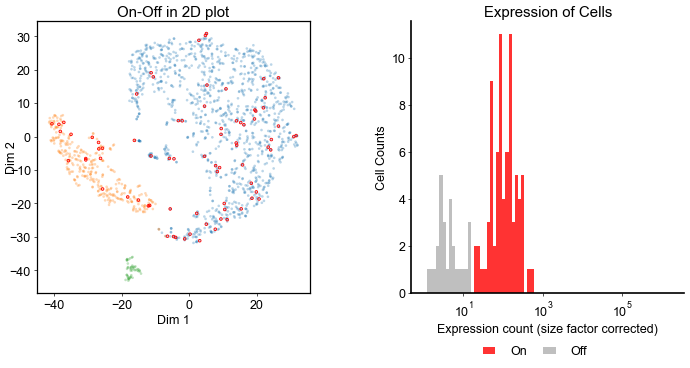 On-Off in 2D plot
30
20
10
0
−10
−20
−30
−40
Dim 2
−40
−20
0
20
Dim 1
Expression of Cells
10
8
6
4
2
0
Cell Counts
10^1
10^3
10^5
Expression count (size factor corrected)
On
Off